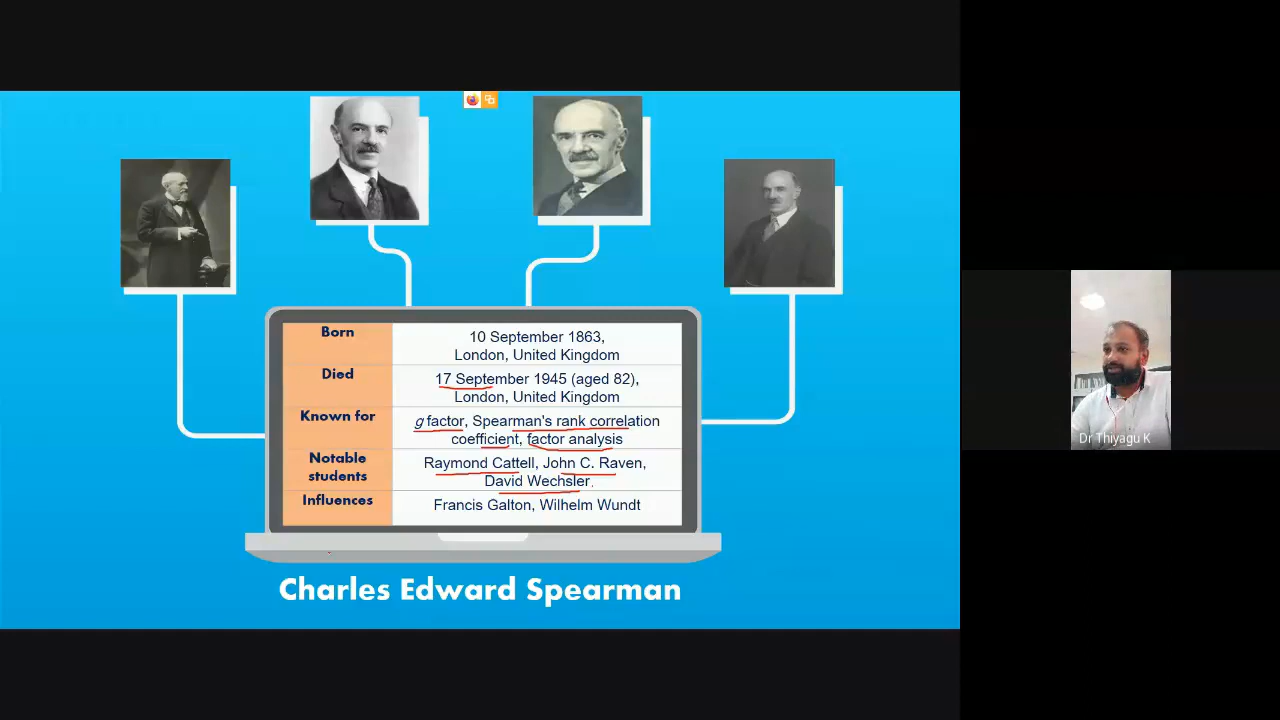 Born
10 September 1863,
London, United Kingdom
Died
17 September 1945 (aged 82),
London, United Kingdom
Known for
g factor, Spearman's rank correlation
coefficient, factor analysis
Notable
students
Raymond Cattell, John C. Raven,
David Wechsler.
Influences
Francis Galton, Wilhelm Wundt
Charles Edward Spearman
Dr Thiyagu K